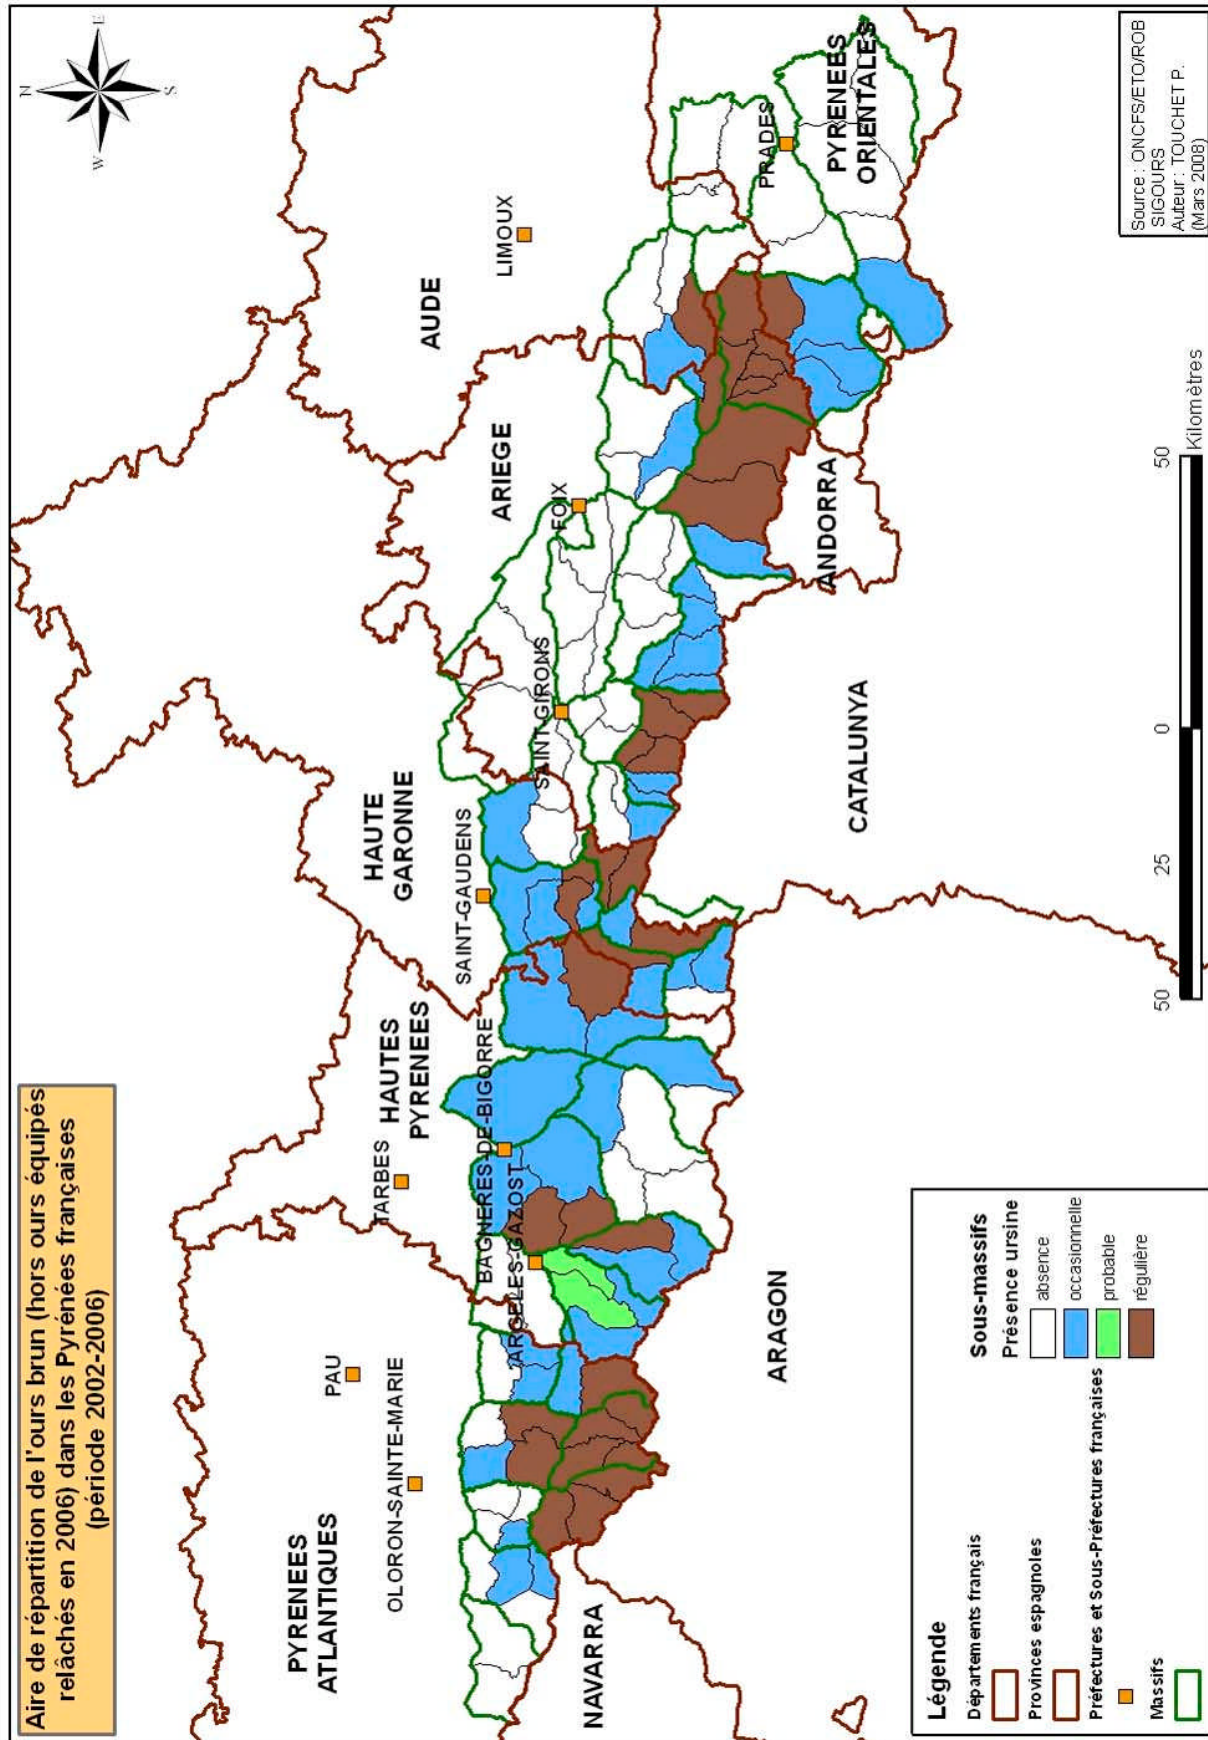 Aire de répartition de l'ours brun (hors ours équipés
relâchés en 2006) dans les Pyrénées françaises
(période 2002-2006)
N
W
E
S
PYRENEES
ATLANTIQUES
PAU
OLORON-SAINTE-MARIE
TARBES
HAUTES
PYRENEES
BAGNERES-DE-BIGORRE
ARGELES-GAZOST
HAUTE
GARONNE
SAINT-GAUDENS
SAINT-GIRONS
ARIEGE
FOIX
AUDE
LIMOUX
PRADES
PYRENEES
ORIENTALES
NAVARRA
ARAGON
CATALUNYA
ANDORRA
Légende
Départements français
Provinces espagnoles
Préfectures et Sous-Préfectures françaises
Massifs
Sous-massifs
Présence ursine
absence
occasionnelle
probable
régulière
50
25
0
50
Kilomètres
Source : ONCFS/ETO/ROB
SIGOURS
Auteur : TOUCHET P.
(Mars 2008)